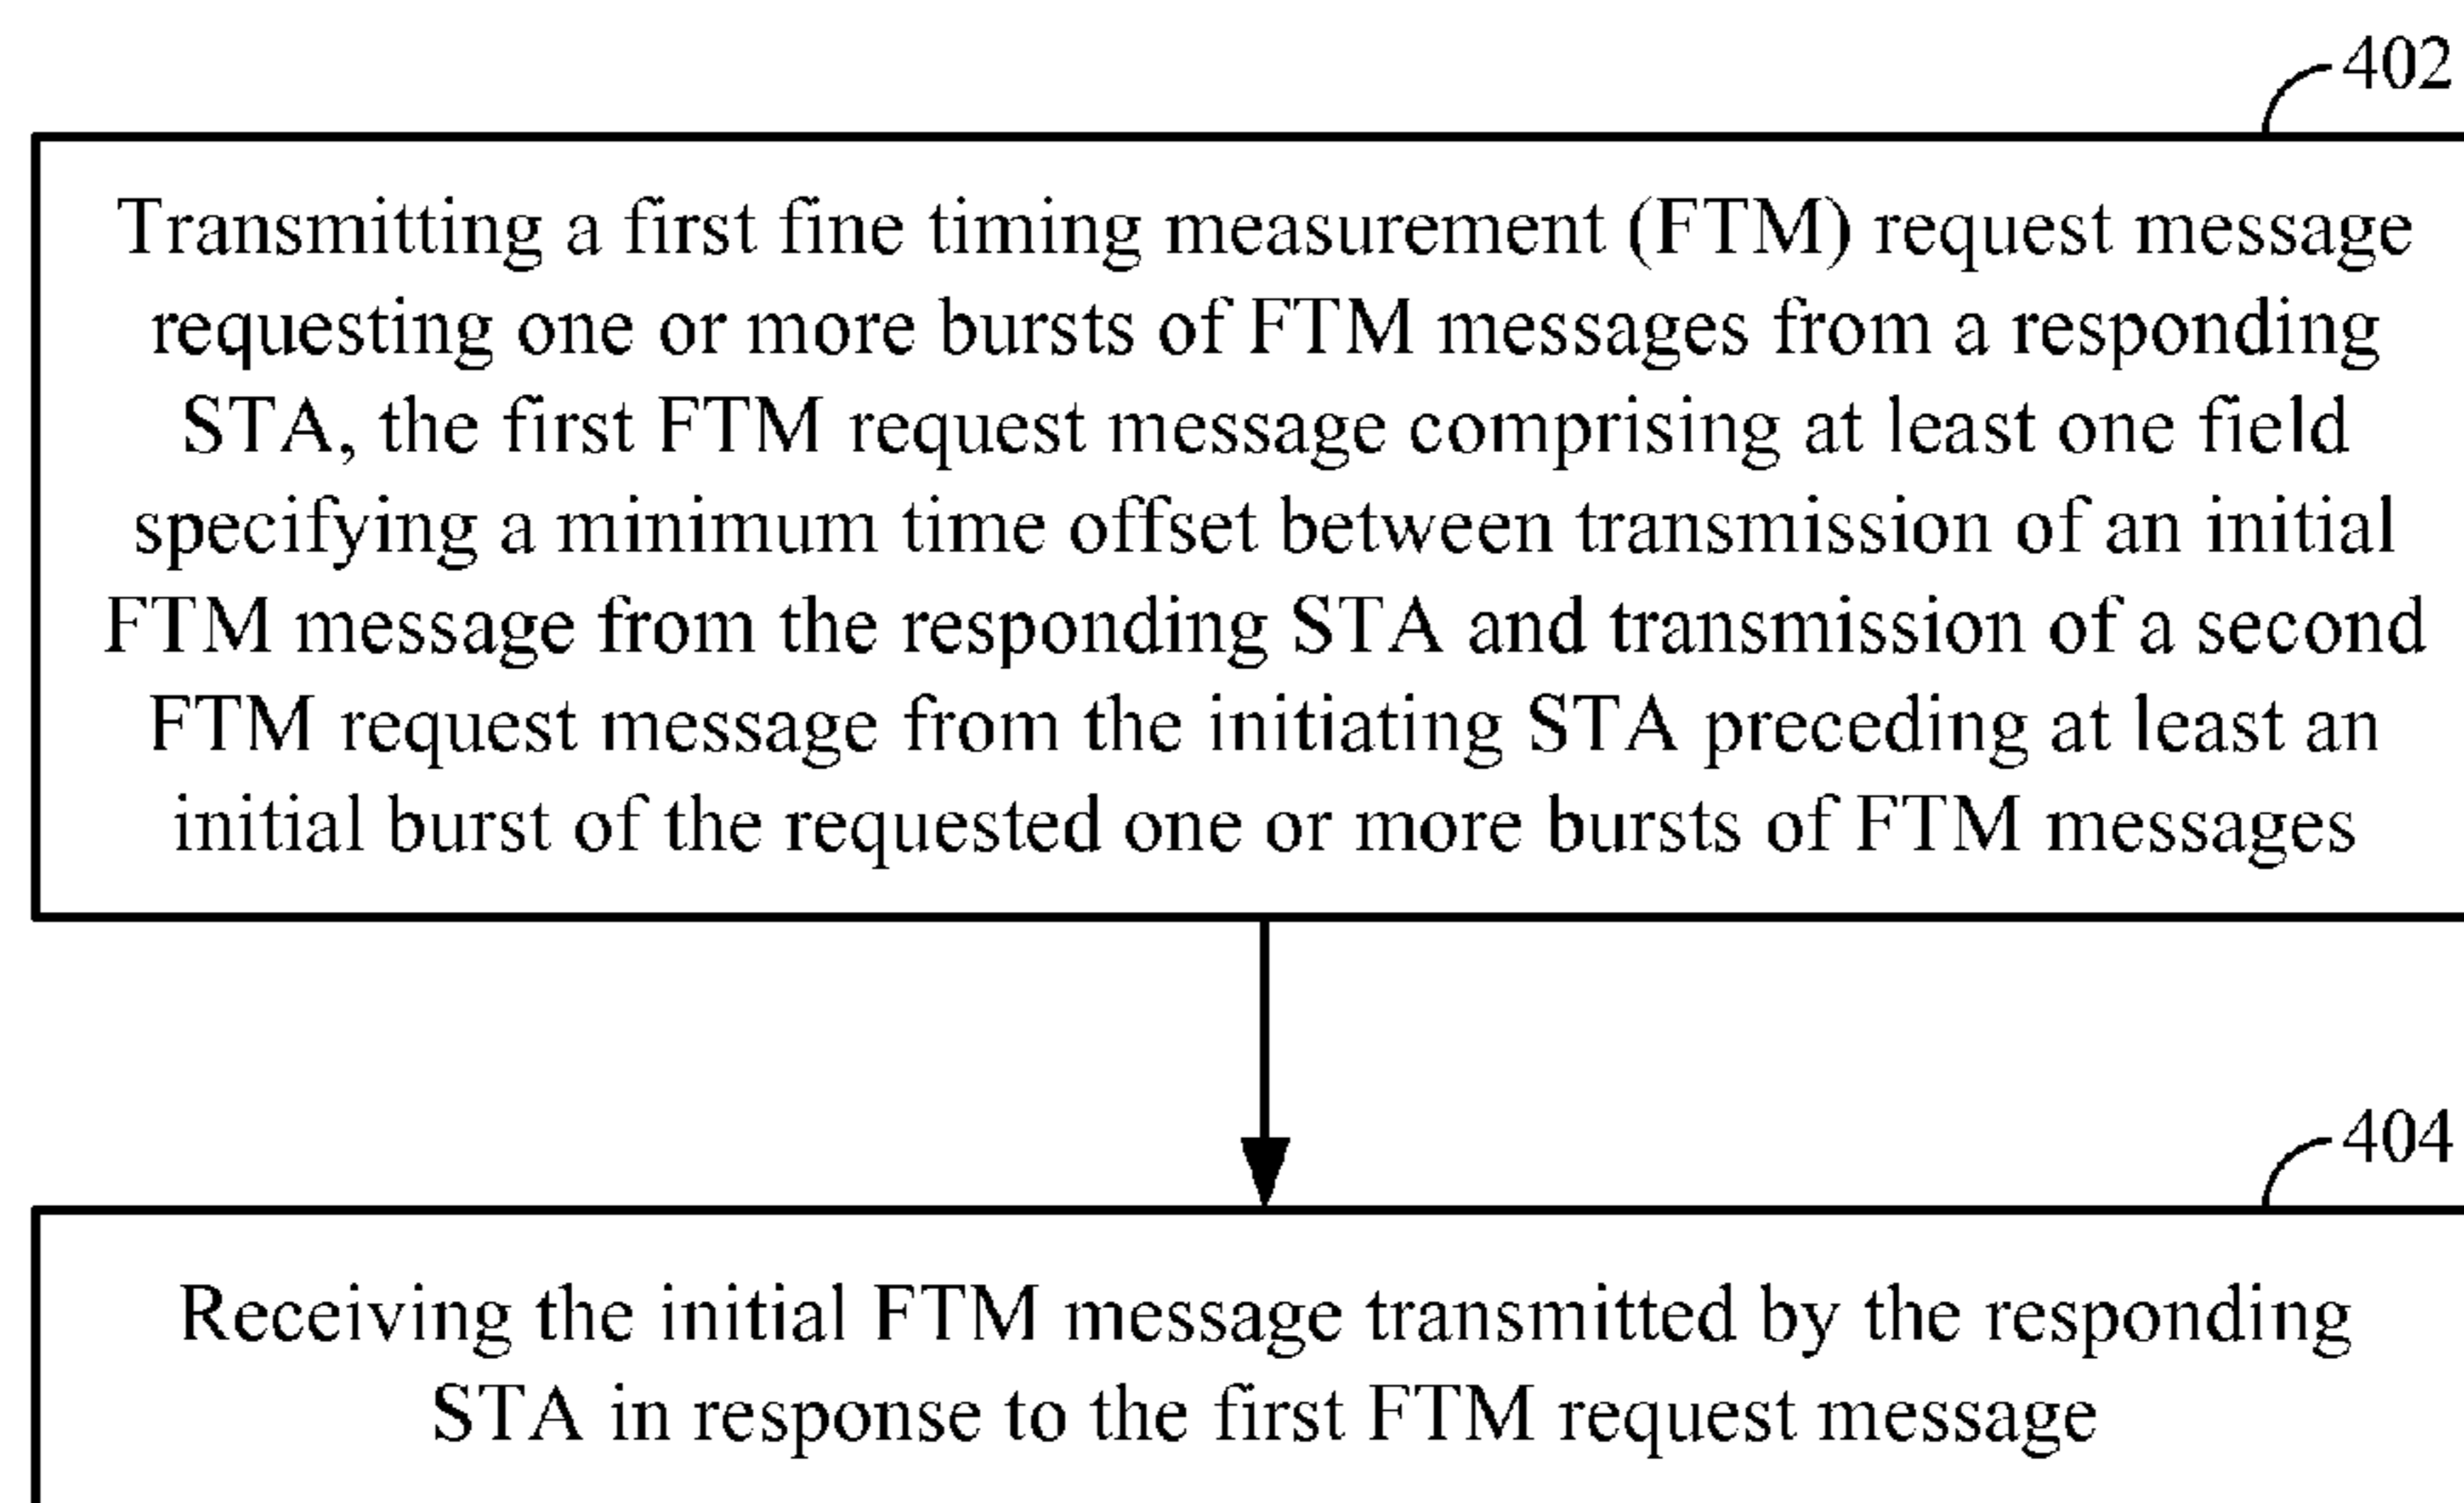 402
Transmitting a first fine timing measurement (FTM) request message
requesting one or more bursts of FTM messages from a responding
STA, the first FTM request message comprising at least one field
specifying a minimum time offset between transmission of an initial
FTM message from the responding STA and transmission of a second
FTM request message from the initiating STA preceding at least an
initial burst of the requested one or more bursts of FTM messages
404
Receiving the initial FTM message transmitted by the responding
STA in response to the first FTM request message